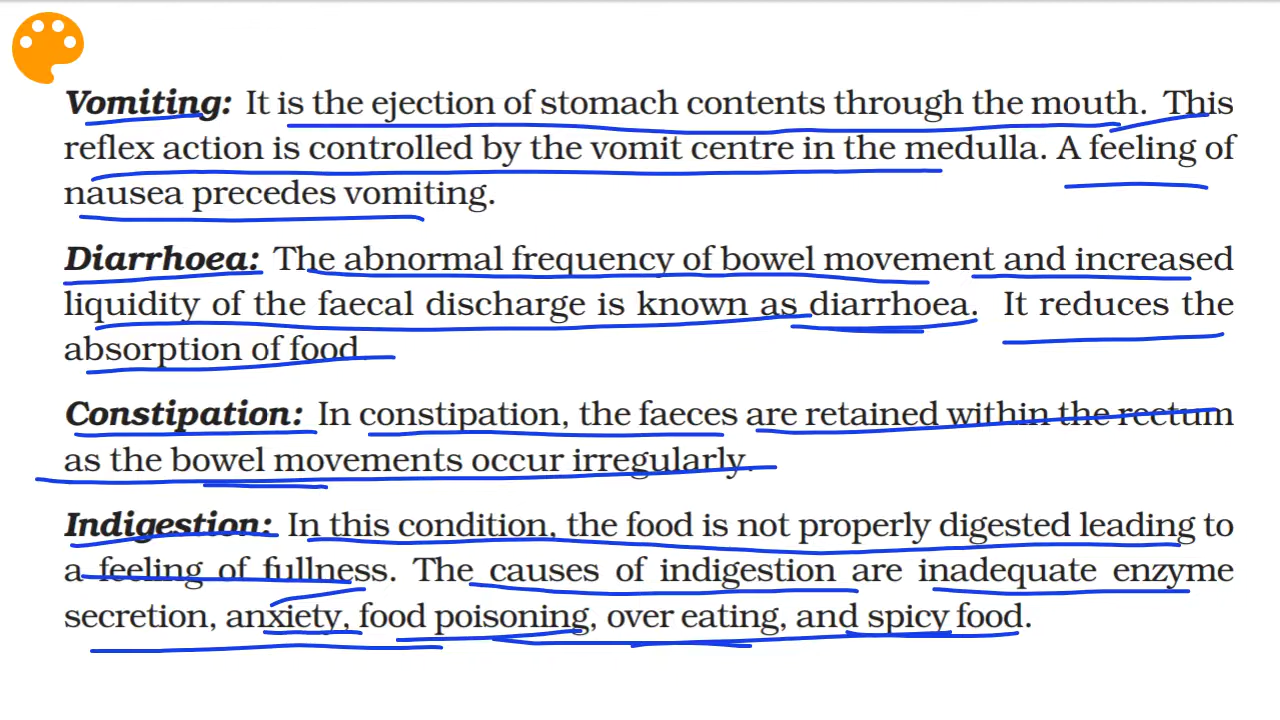 Vomiting: It is the ejection of stomach contents through the mouth. This
reflex action is controlled by the vomit centre in the medulla. A feeling of
nausea precedes vomiting.
Diarrhoea: The abnormal frequency of bowel movement and increased
liquidity of the faecal discharge is known as diarrhoea. It reduces the
absorption of food.
Constipation: In constipation, the faeces are retained within the rectum
as the bowel movements occur irregularly.
Indigestion: In this condition, the food is not properly digested leading to
a feeling of fullness. The causes of indigestion are inadequate enzyme
secretion, anxiety, food poisoning, over eating, and spicy food.